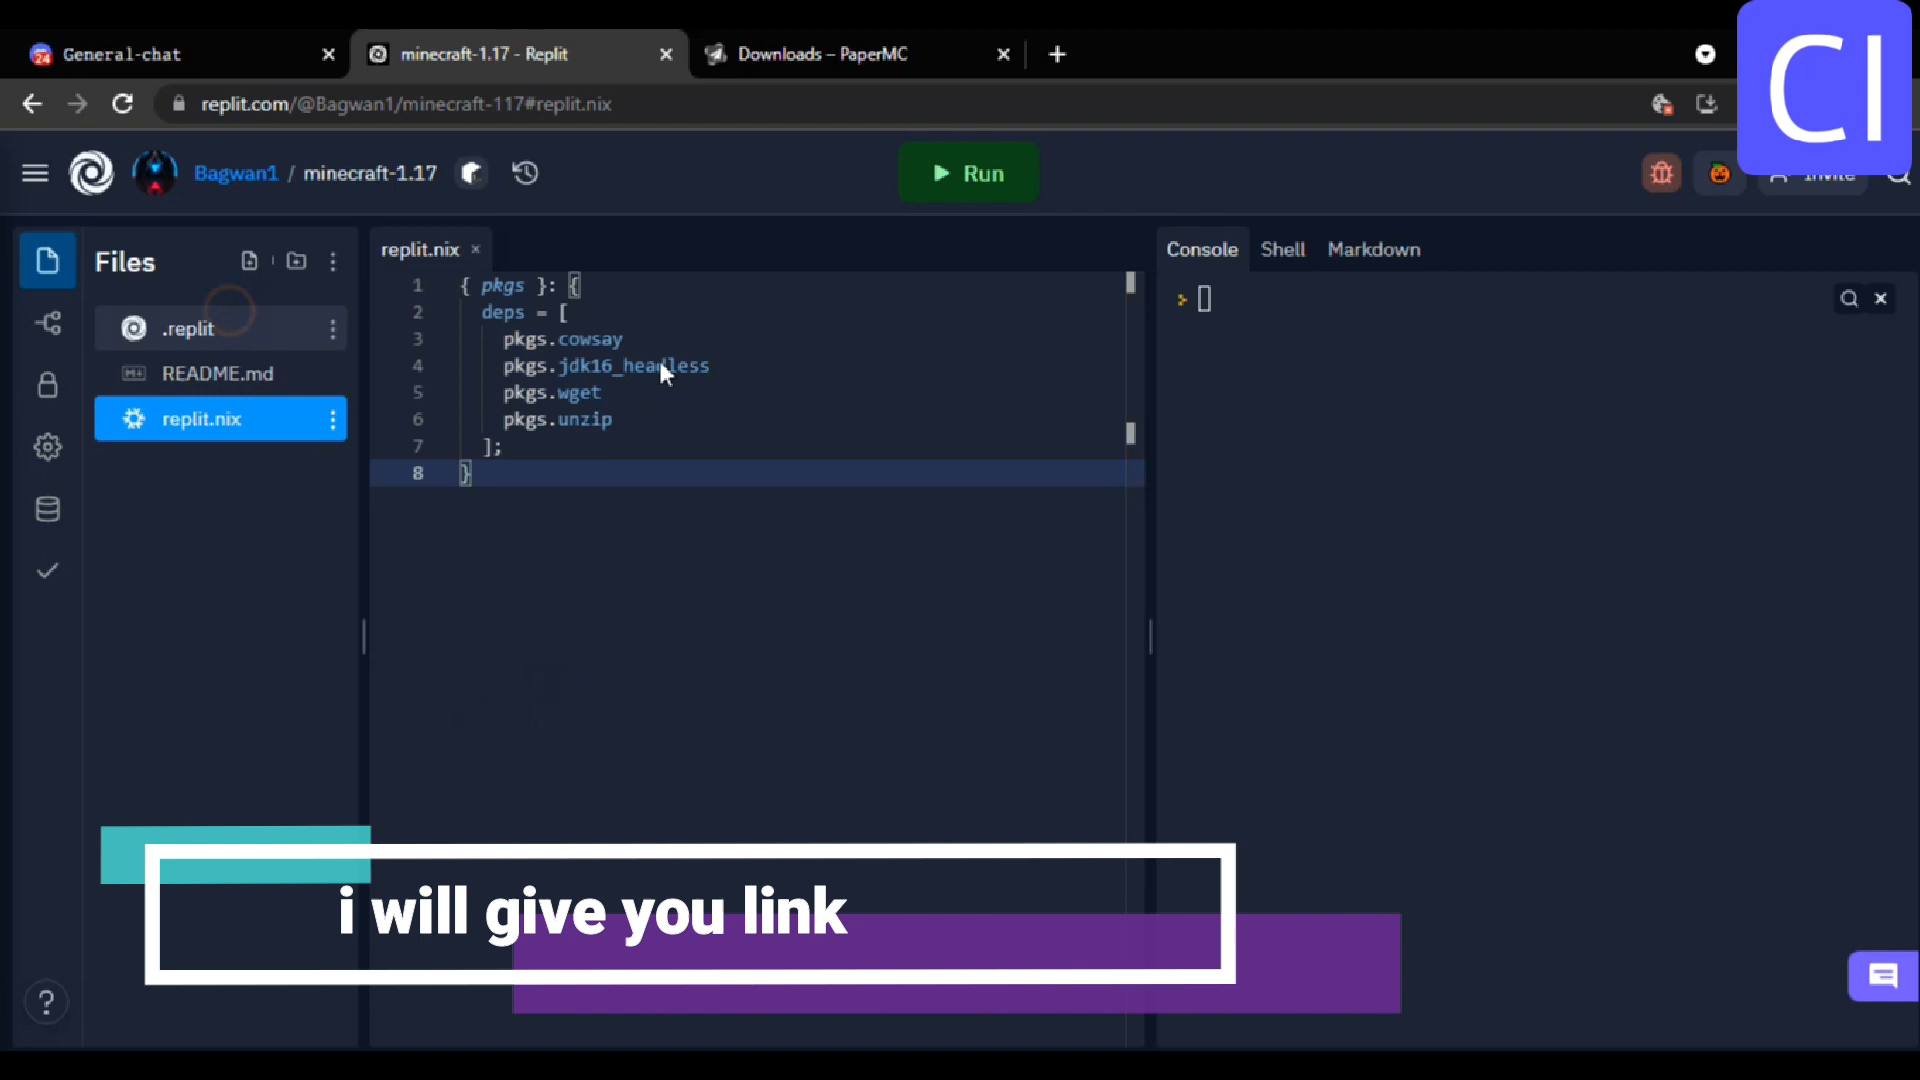 General-chat
minecraft-1.17 - Replit
Downloads – PaperMC
24
CI
replit.com/@Bagwan1/minecraft-117#replit.nix
Bagwan1 / minecraft-1.17
Run
Invite
Files
replit.nix
Console
Shell
Markdown
.replit
README.md
replit.nix
1 { pkgs }: {
2 deps = [
3 pkgs.cowsay
4 pkgs.jdk16_headless
5 pkgs.wget
6 pkgs.unzip
7 ];
8 }
i will give you link